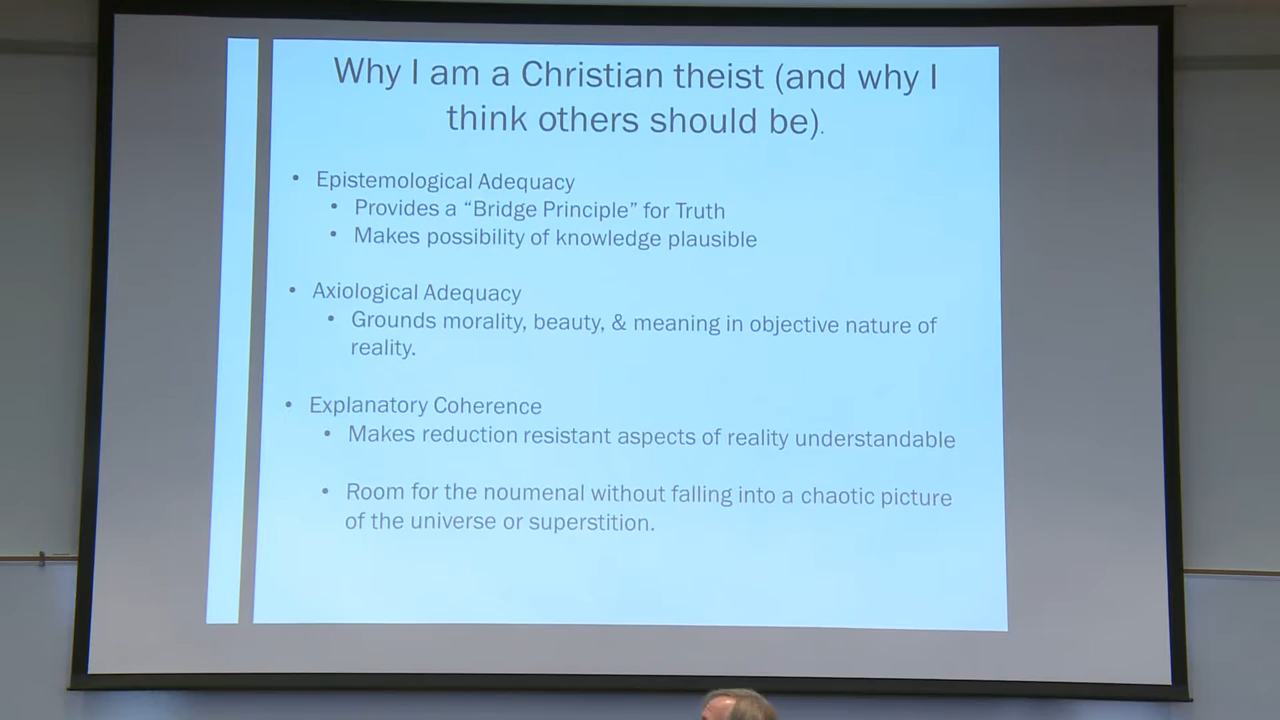 Why I am a Christian theist (and why I
think others should be).
• Epistemological Adequacy
• Provides a “Bridge Principle” for Truth
• Makes possibility of knowledge plausible
• Axiological Adequacy
• Grounds morality, beauty, & meaning in objective nature of
reality.
• Explanatory Coherence
• Makes reduction resistant aspects of reality understandable
• Room for the noumenal without falling into a chaotic picture
of the universe or superstition.